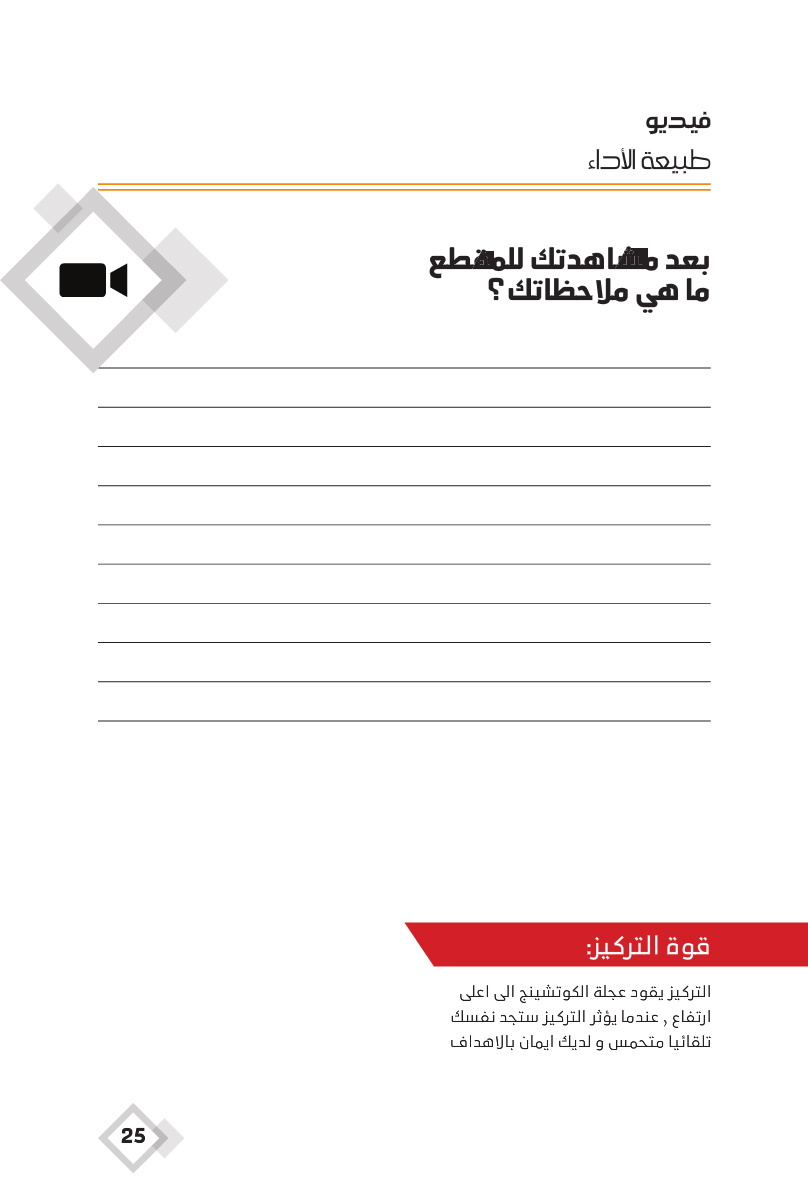 فيديو
طبيعة الأداء
بعد مشاهدتك للمقطع
ما هي ملاحظاتك ؟
قوة التركيز:
التركيز يقود عجلة الكوتشينج الى اعلى
ارتفاع , عندما يؤثر التركيز ستجد نفسك
تلقائيا متحمس و لديك ايمان بالاهداف
25